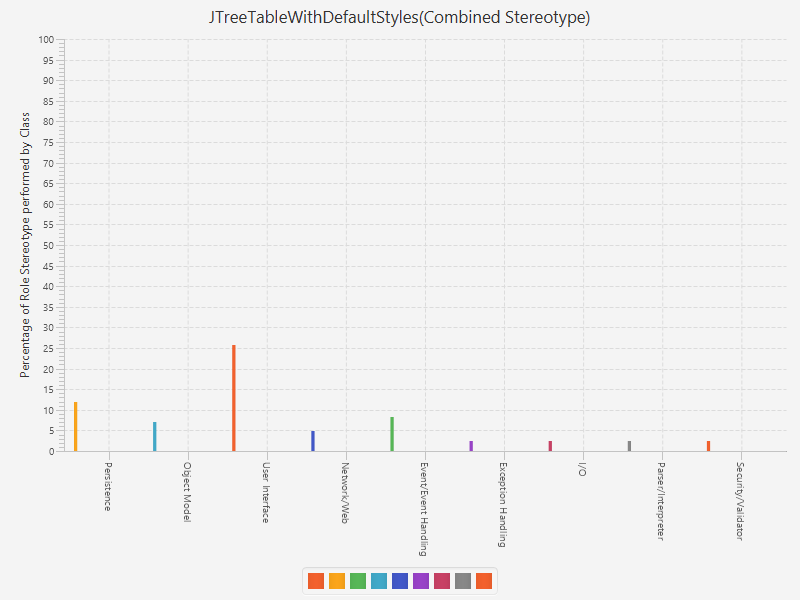 JTreeTableWithDefaultStyles(Combined Stereotype)
Percentage of Role Stereotype performed by Class
100
95
90
85
80
75
70
65
60
55
50
45
40
35
30
25
20
15
10
5
0
Persistence
Object Model
User Interface
Network/Web
Event/Event Handling
Exception Handling
I/O
Parser/Interpreter
Security/Validator